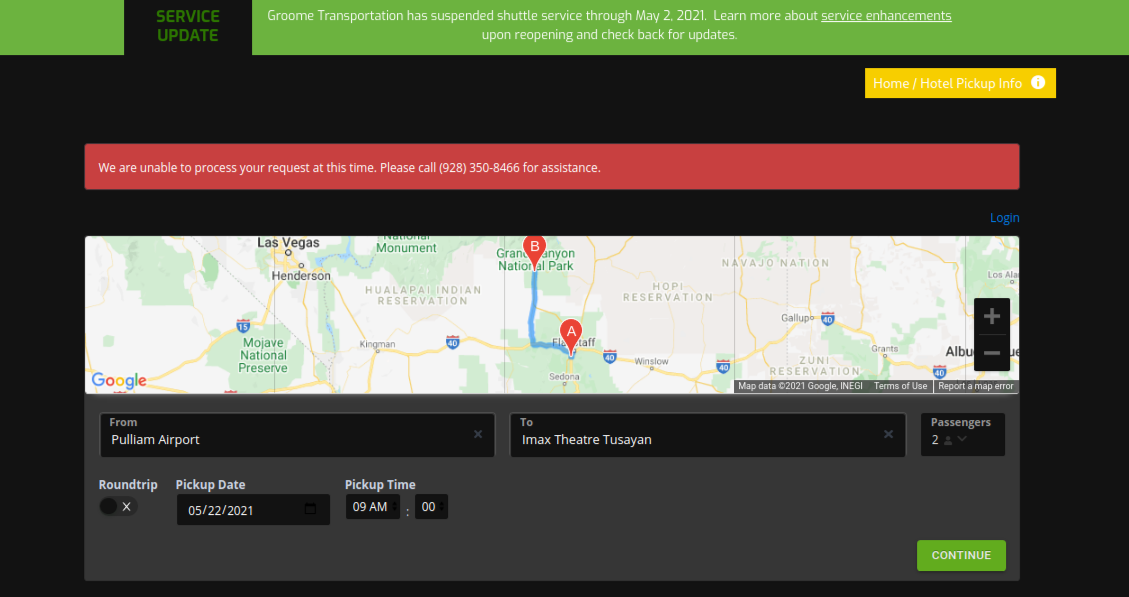 SERVICE
UPDATE
Groome Transportation has suspended shuttle service through May 2, 2021. Learn more about service enhancements
upon reopening and check back for updates.
Home / Hotel Pickup Info
We are unable to process your request at this time. Please call (928) 350-8466 for assistance.
Login
Las Vegas
National
Monument
Henderson
B
National Park
HUALAPAI INDIAN
RESERVATION
NAVAJO NATION
HOPI
RESERVATION
Los Ala
15
Mojave
National
Preserve
Kingman
40
A
40
Winslow
40
Gallup
40
Grants
ZUNI
RESERVATION
40
Sedona
+
−
Google
Map data ©2021 Google, INEGI Terms of Use Report a map error
From
Pulliam Airport
To
Imax Theatre Tusayan
Passengers
2
Roundtrip
Pickup Date
05/22/2021
Pickup Time
09 AM : 00
CONTINUE